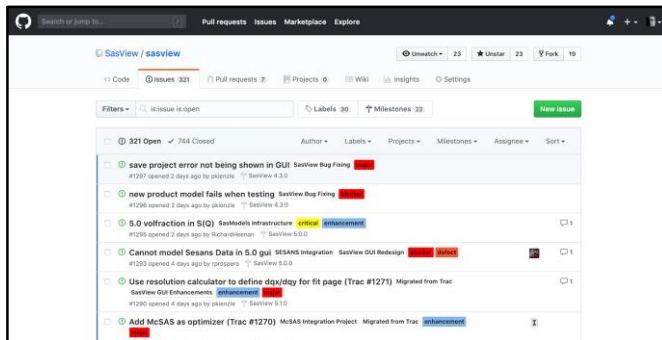 Search or jump to... / Pull requests Issues Marketplace Explore
SasView / sasview Unwatch 23 Unstar 23 Fork 19
Code Issues 321 Pull requests 7 Projects 0 Wiki Insights Settings
Filters is:issue is:open Labels 30 Milestones 22 New issue
321 Open 744 Closed Author Labels Projects Milestones Assignee Sort
save project error not being shown in GUI SasView Bug Fixing major
#1297 opened 2 days ago by pkienzle SasView 4.3.0
new product model fails when testing SasView Bug Fixing blocker
#1296 opened 2 days ago by pkienzle SasView 4.3.0
5.0 volfraction in S(Q) SasModels Infrastructure critical enhancement 1
#1295 opened 2 days ago by RichardHeenan SasView 5.0.0
Cannot model Sesans Data in 5.0 gui SESANS Integration SasView GUI Redesign blocker defect 1
#1293 opened 4 days ago by rprospero SasView 5.0.0
Use resolution calculator to define dqx/dqy for fit page (Trac #1271) Migrated from Trac 1
SasView GUI Enhancements enhancement major
#1290 opened 4 days ago by pkienzle SasView 5.1.0
Add McSAS as optimizer (Trac #1270) McSAS Integration Project Migrated from Trac enhancement
major